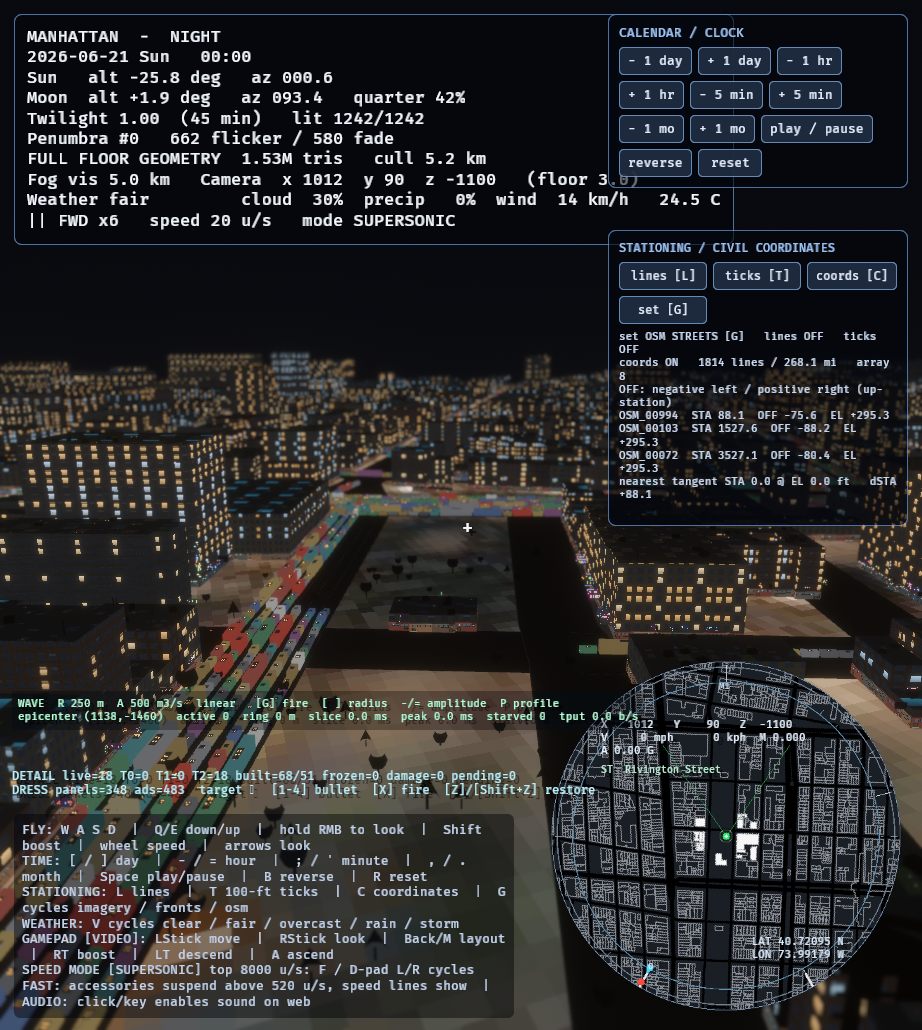 MANHATTAN - NIGHT
2026-06-21 Sun 00:00
Sun alt -25.8 deg az 000.6
Moon alt +1.9 deg az 093.4 quarter 42%
Twilight 1.00 (45 min) lit 1242/1242
Penumbra #0 662 flicker / 580 fade
FULL FLOOR GEOMETRY 1.53M tris cull 5.2 km
Fog vis 5.0 km Camera x 1012 y 90 z -1100 (floor 3.0)
Weather fair cloud 30% precip 0% wind 14 km/h 24.5 C
|| FWD x6 speed 20 u/s mode SUPERSONIC
CALENDAR / CLOCK
- 1 day + 1 day - 1 hr
+ 1 hr - 5 min + 5 min
- 1 mo + 1 mo play / pause
reverse reset
STATIONING / CIVIL COORDINATES
lines [L] ticks [T] coords [C]
set [G]
set OSM STREETS [G] lines OFF ticks
OFF
coords ON 1814 lines / 268.1 mi array
8
OFF: negative left / positive right (up-
station)
OSM_00994 STA 88.1 OFF -75.6 EL +295.3
OSM_00103 STA 1527.6 OFF -88.2 EL
+295.3
OSM_00072 STA 3527.1 OFF -80.4 EL
+295.3
nearest tangent STA 0.0 @ EL 0.0 ft dSTA
+88.1
WAVE R 250 m A 500 m3/s linear [G] fire [ ] radius -/= amplitude P profile
epicenter (1138,-1460) active 0 ring 0 m slice 0.0 ms peak 0.0 ms starved 0 tput 0.0 b/s
DETAIL live=18 T0=0 T1=0 T2=18 built=68/51 frozen=0 damage=0 pending=0
DRESS panels=348 ads=483 target [1-4] bullet [X] fire [Z]/[Shift+Z] restore
FLY: W A S D | Q/E down/up | hold RMB to look | Shift
boost | wheel speed | arrows look
TIME: [ / ] day | - / = hour | ; / ' minute | , / .
month | Space play/pause | B reverse | R reset
STATIONING: L lines | T 100-ft ticks | C coordinates | G
cycles imagery / fronts / osm
WEATHER: V cycles clear / fair / overcast / rain / storm
GAMEPAD [VIDEO]: LStick move | RStick look | Back/M layout
| RT boost | LT descend | A ascend
SPEED MODE [SUPERSONIC] top 8000 u/s: F / D-pad L/R cycles
FAST: accessories suspend above 520 u/s, speed lines show |
AUDIO: click/key enables sound on web
1012 Y 90 Z -1100
V 0 mph 0 kph M 0.000
A 0.00 G
ST Rivington Street
LAT 40.72095 N
LON 73.99179 W